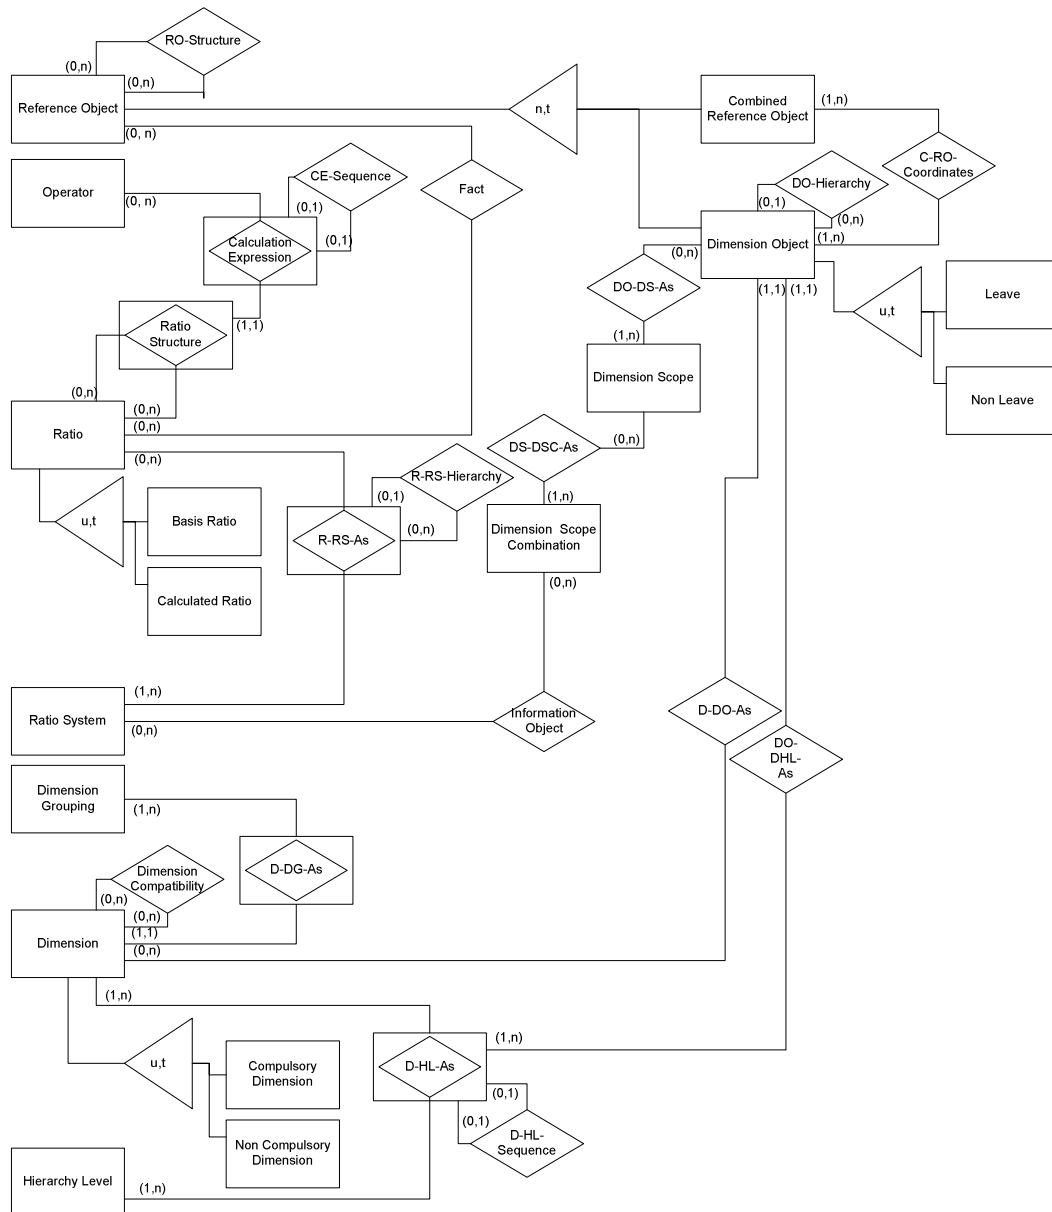 RO-Structure
(0,n)
(0,n)
Reference Object
(0, n)
n,t
Combined
Reference Object
(1,n)
C-RO-
Coordinates
Operator
(0, n)
CE-Sequence
(0,1)
(0,1)
Calculation
Expression
Fact
DO-Hierarchy
(0,1)
(0,n)
(0,n)
Dimension Object
(1,n)
(1,1)
(1,1)
DO-DS-As
(1,n)
u,t
Leave
Non Leave
Ratio
Structure
(1,1)
Dimension Scope
(0,n)
(0,n)
(0,n)
(0,n)
Ratio
(0,n)
DS-DSC-As
(1,n)
R-RS-Hierarchy
(0,1)
(0,n)
u,t
Basis Ratio
Calculated Ratio
R-RS-As
Dimension Scope
Combination
(0,n)
(1,n)
Ratio System
(0,n)
Information
Object
D-DO-As
DO-
DHL-
As
Dimension
Grouping
(1,n)
D-DG-As
Dimension
Compatibility
(0,n)
(0,n)
(1,1)
Dimension
(0,n)
(1,n)
u,t
Compulsory
Dimension
Non Compulsory
Dimension
D-HL-As
(1,n)
(0,1)
(0,1)
D-HL-
Sequence
Hierarchy Level
(1,n)